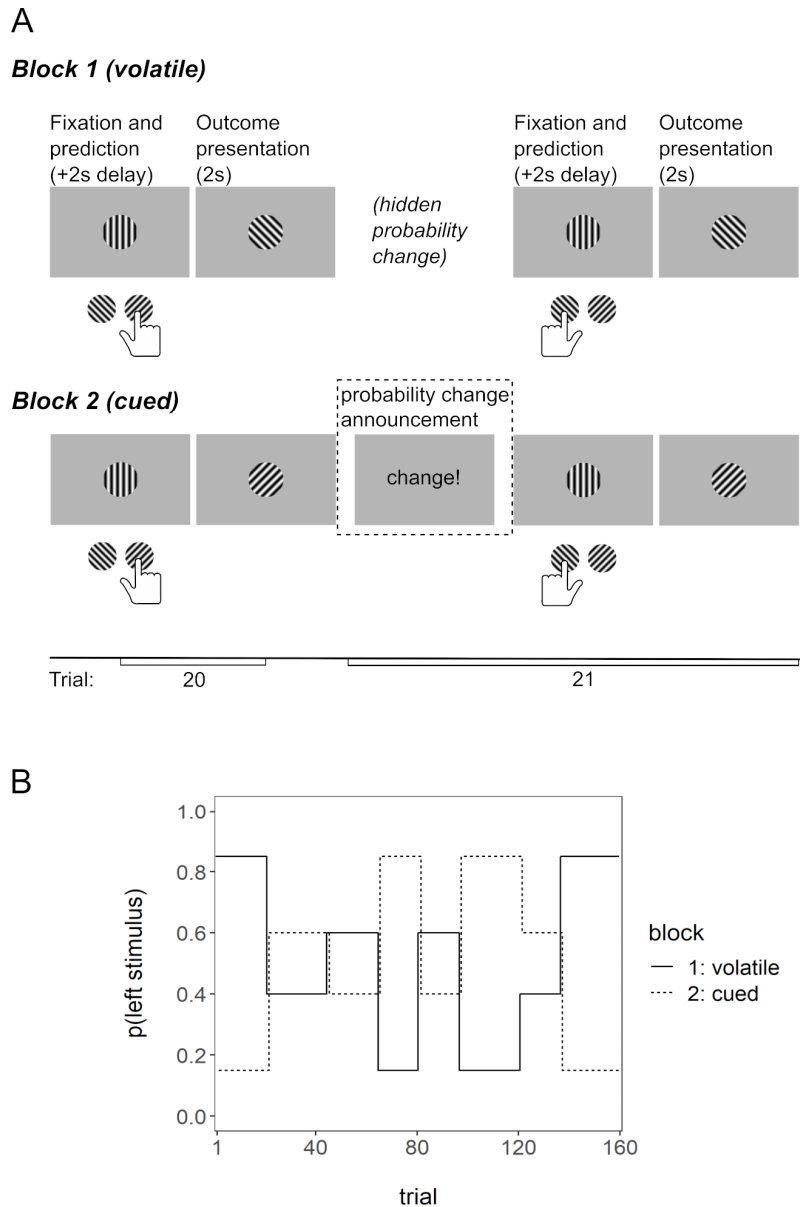 A
Block 1 (volatile)
Fixation and
prediction
(+2s delay)
Outcome
presentation
(2s)
(hidden
probability
change)
Fixation and
prediction
(+2s delay)
Outcome
presentation
(2s)
Block 2 (cued)
probability change
announcement
change!
Trial:
20
21
B
p(left stimulus)
1.0
0.8
0.6
0.4
0.2
0.0
1
40
80
120
160
trial
block
1: volatile
2: cued